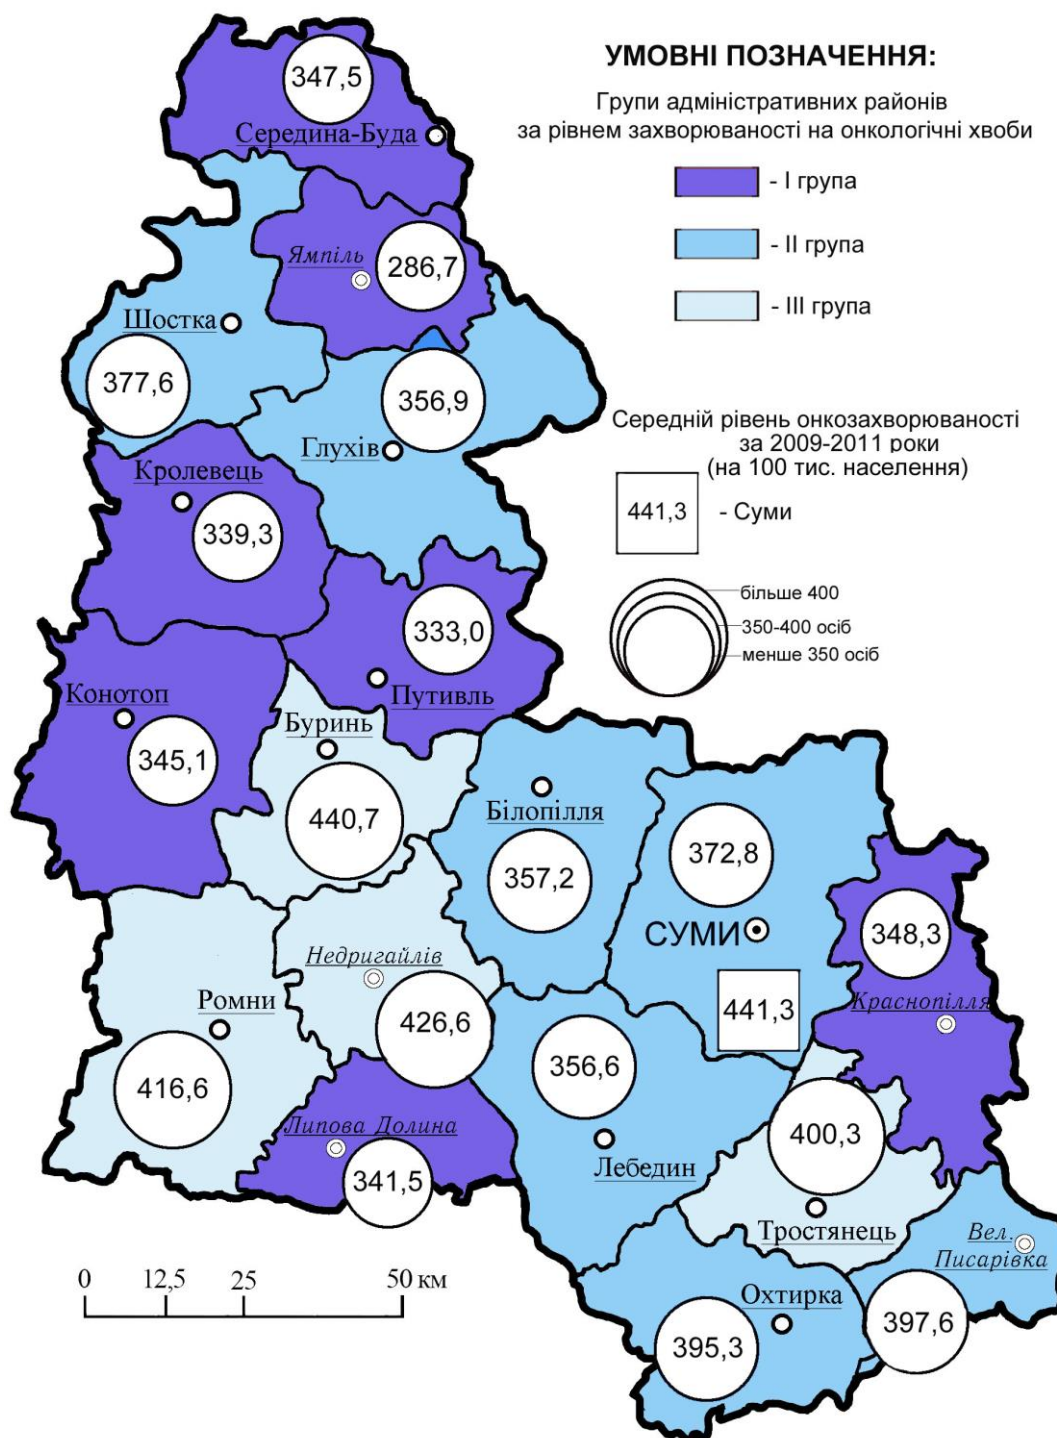 УМОВНІ ПОЗНАЧЕННЯ:
Групи адміністративних районів
за рівнем захворюваності на онкологічні хвоби
- І група
- ІІ група
- ІІІ група
Середній рівень онкозахворюваності
за 2009-2011 роки
(на 100 тис. населення)
441,3
- Суми
більше 400
350-400 осіб
менше 350 осіб
347,5
Середина-Буда
Ямпіль
286,7
Шостка
377,6
356,9
Глухів
Кролевець
339,3
333,0
Путивль
Конотоп
345,1
Буринь
440,7
Білопілля
357,2
372,8
СУМИ
441,3
348,3
Краснопілля
Недригайлів
426,6
Ромни
416,6
Липова Долина
341,5
356,6
Лебедин
400,3
Тростянець
Вел.
Писарівка
397,6
Охтирка
395,3
0 12,5 25 50 км